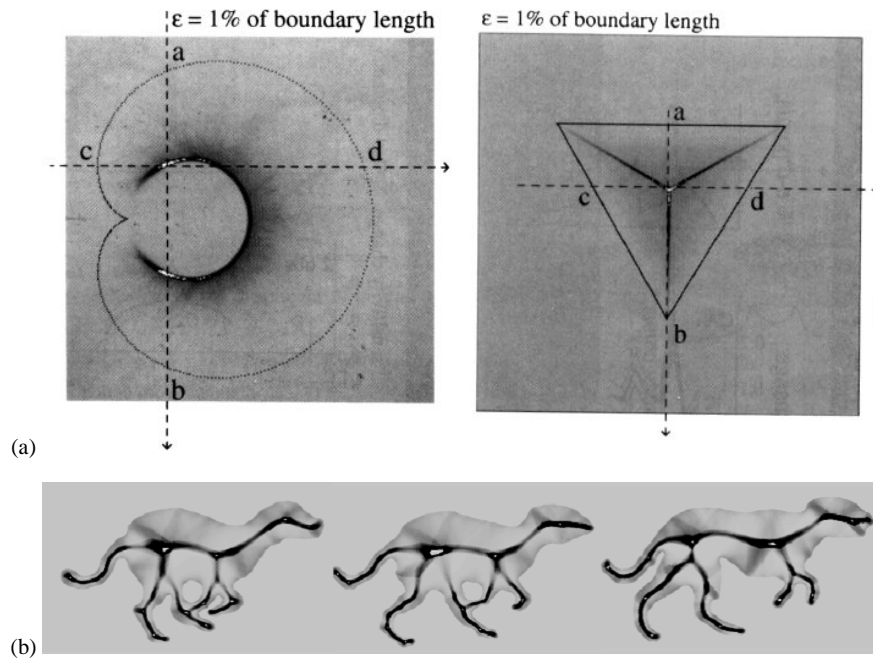 ε = 1% of boundary length
a
c
d
b
ε = 1% of boundary length
a
c
d
b
(a)
(b)